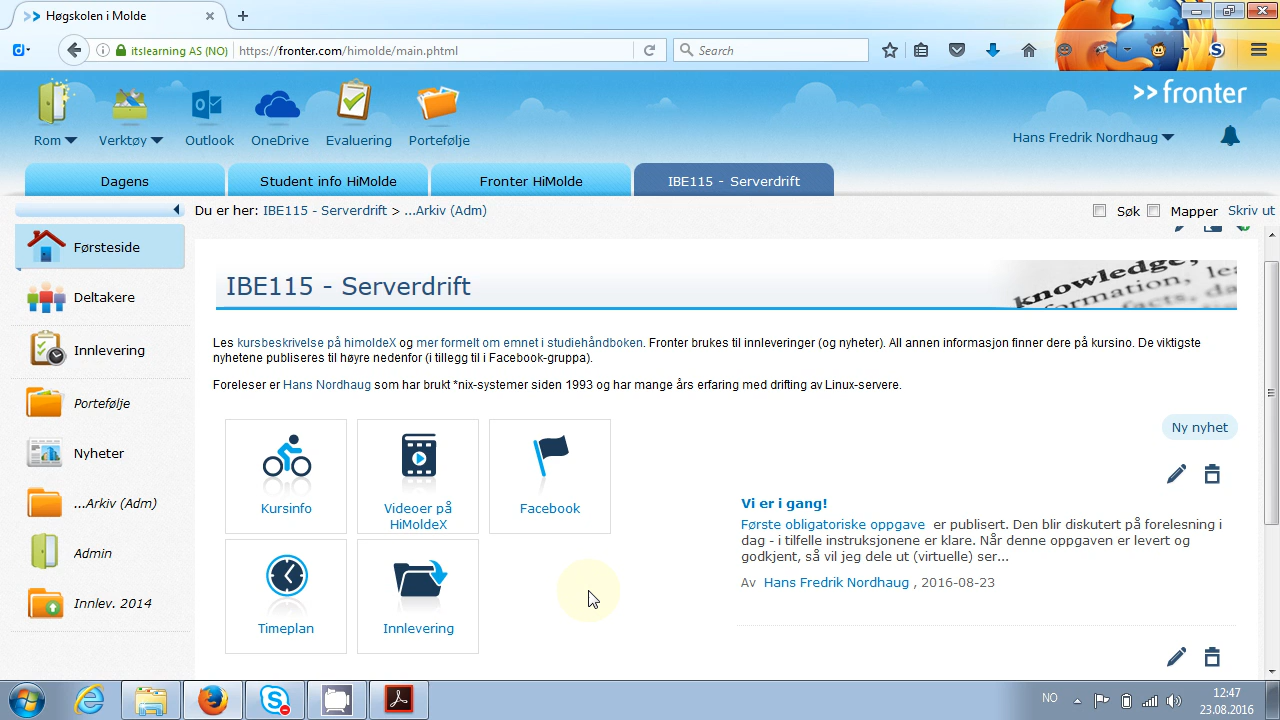 Høgskolen i Molde
itslearning AS (NO)
https://fronter.com/himolde/main.phtml
Search
Rom
Verktøy
Outlook
OneDrive
Evaluering
Portefølje
>>fronter
Hans Fredrik Nordhaug
Dagens
Student info HiMolde
Fronter HiMolde
IBE115 - Serverdrift
Du er her: IBE115 - Serverdrift > ...Arkiv (Adm)
Søk
Mapper
Skriv ut
Førsteside
Deltakere
Innlevering
Portefølje
Nyheter
...Arkiv (Adm)
Admin
Innlev. 2014
IBE115 - Serverdrift
knowledge,
Les kursbeskrivelse på himoldeX og mer formelt om emnet i studiehåndboken. Fronter brukes til innleveringer (og nyheter). All annen informasjon finner dere på kursino. De viktigste
nyhetene publiseres til høyre nedenfor (i tillegg til i Facebook-gruppa).
Foreleser er Hans Nordhaug som har brukt *nix-systemer siden 1993 og har mange års erfaring med drifting av Linux-servere.
Kursinfo
Videoer på
HiMoldeX
Facebook
Timeplan
Innlevering
Ny nyhet
Vi er i gang!
Første obligatoriske oppgave er publisert. Den blir diskutert på forelesning i
dag - i tilfelle instruksjonene er klare. Når denne oppgaven er levert og
godkjent, så vil jeg dele ut (virtuelle) ser...
Av Hans Fredrik Nordhaug , 2016-08-23
NO
12:47
23.08.2016